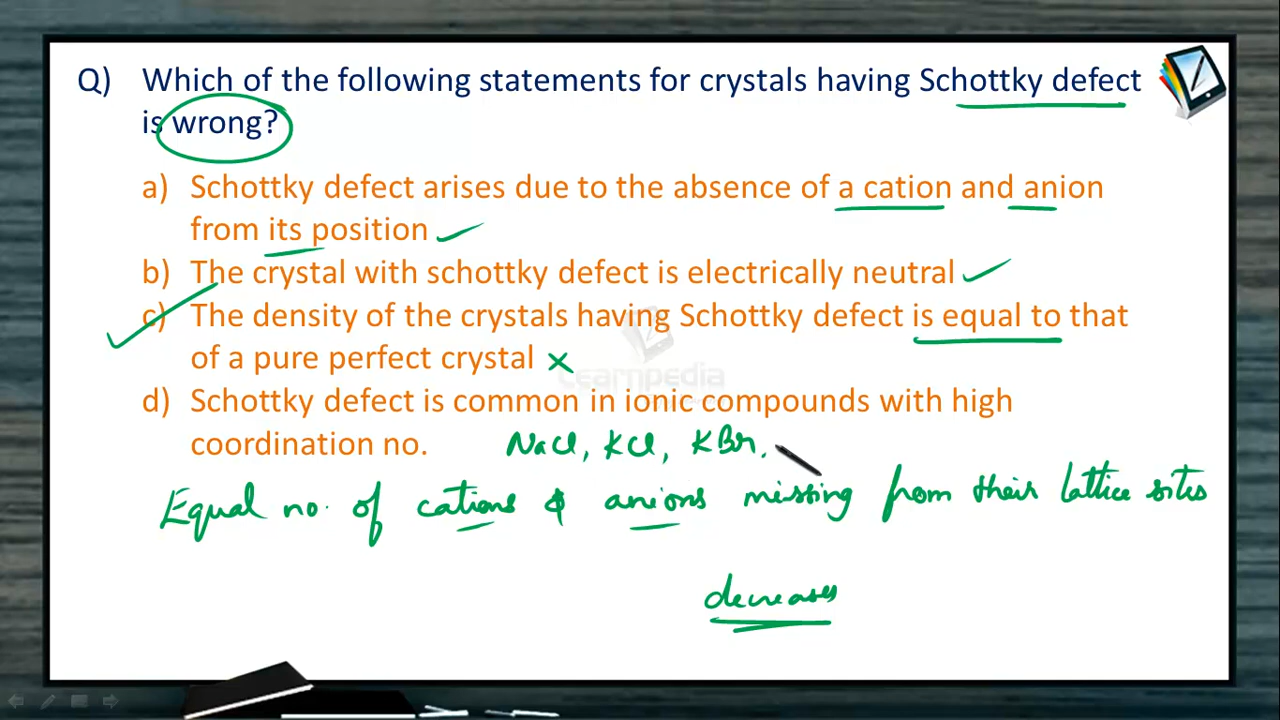 Q) Which of the following statements for crystals having Schottky defect
is wrong?
a) Schottky defect arises due to the absence of a cation and anion
from its position
b) The crystal with schottky defect is electrically neutral
c) The density of the crystals having Schottky defect is equal to that
of a pure perfect crystal
Learnpedia
d) Schottky defect is common in ionic compounds with high
coordination no. NaCl, KCl, KBr,
Equal no. of cations & anions missing from their lattice sites
decreases